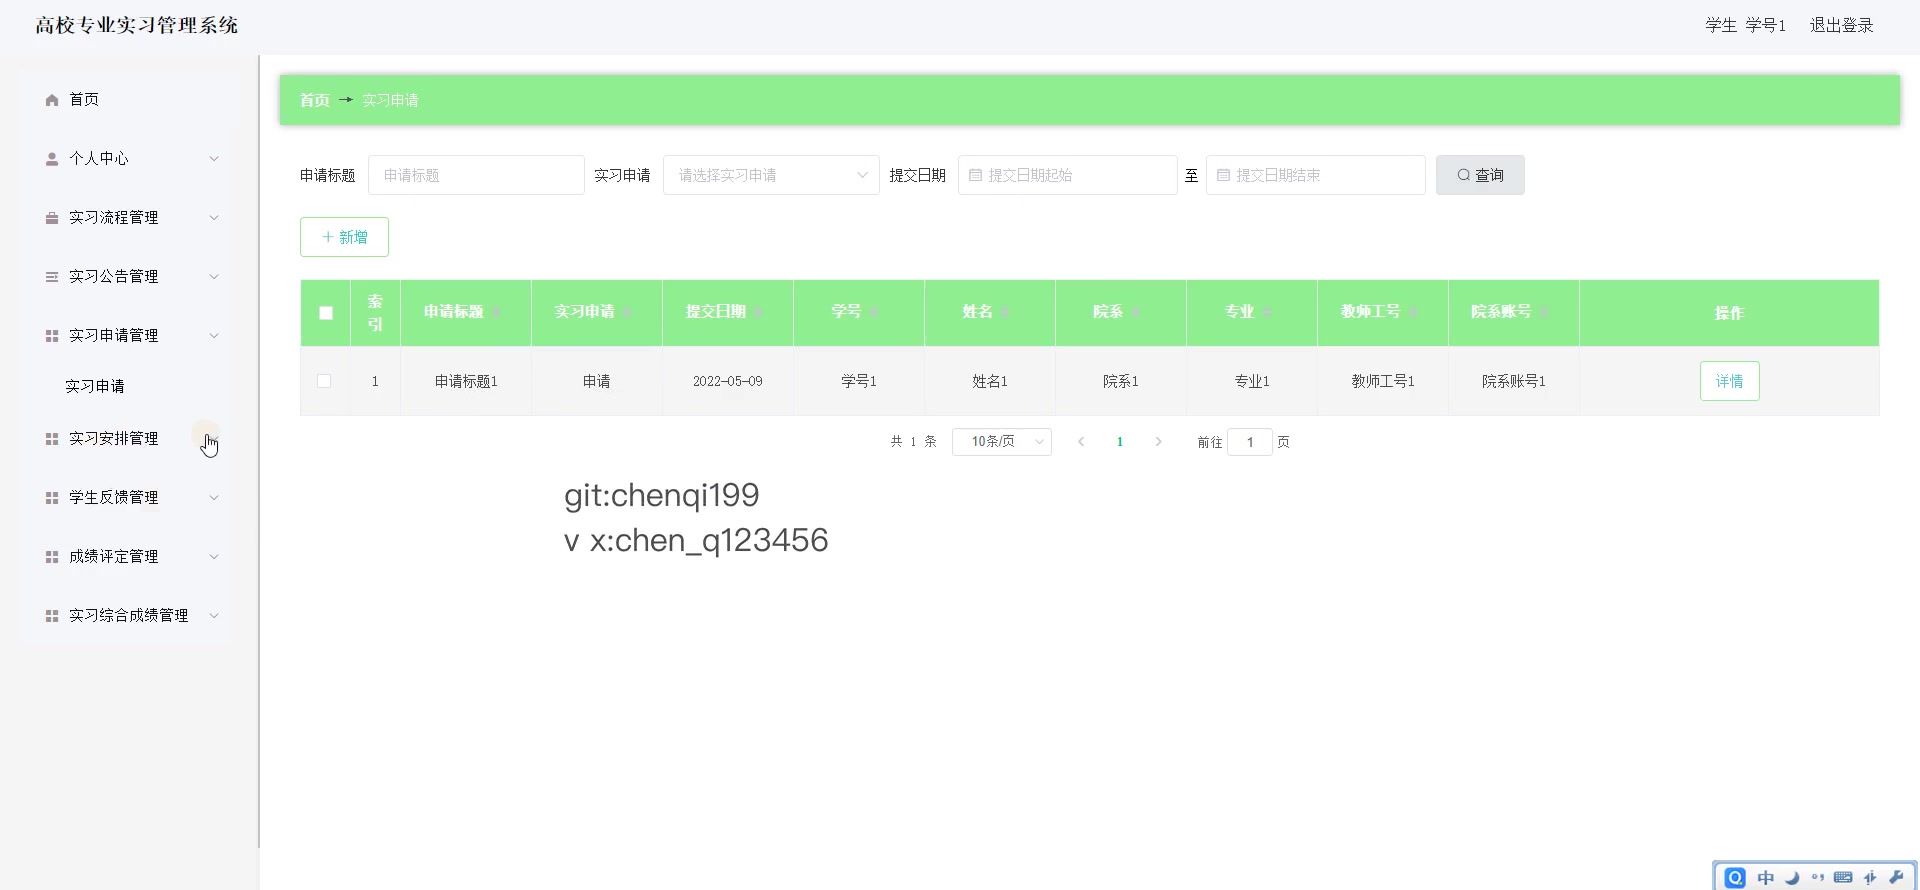 高校专业实习管理系统
学生 学号1 退出登录
首页
个人中心
实习流程管理
实习公告管理
实习申请管理
实习申请
实习安排管理
学生反馈管理
成绩评定管理
实习综合成绩管理
首页 → 实习申请
申请标题 申请标题 实习申请 请选择实习申请 提交日期 提交日期起始 至 提交日期结束 查询
+ 新增
索引 申请标题 实习申请 提交日期 学号 姓名 院系 专业 教师工号 院系账号 操作
1 申请标题1 申请 2022-05-09 学号1 姓名1 院系1 专业1 教师工号1 院系账号1 详情
共 1 条 10条/页 1 前往 1 页
git:chenqi199
v x:chen_q123456
中